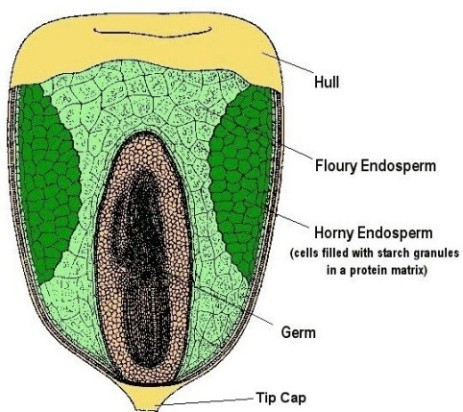 Hull
Floury Endosperm
Horny Endosperm
(cells filled with starch granules
in a protein matrix)
Germ
Tip Cap